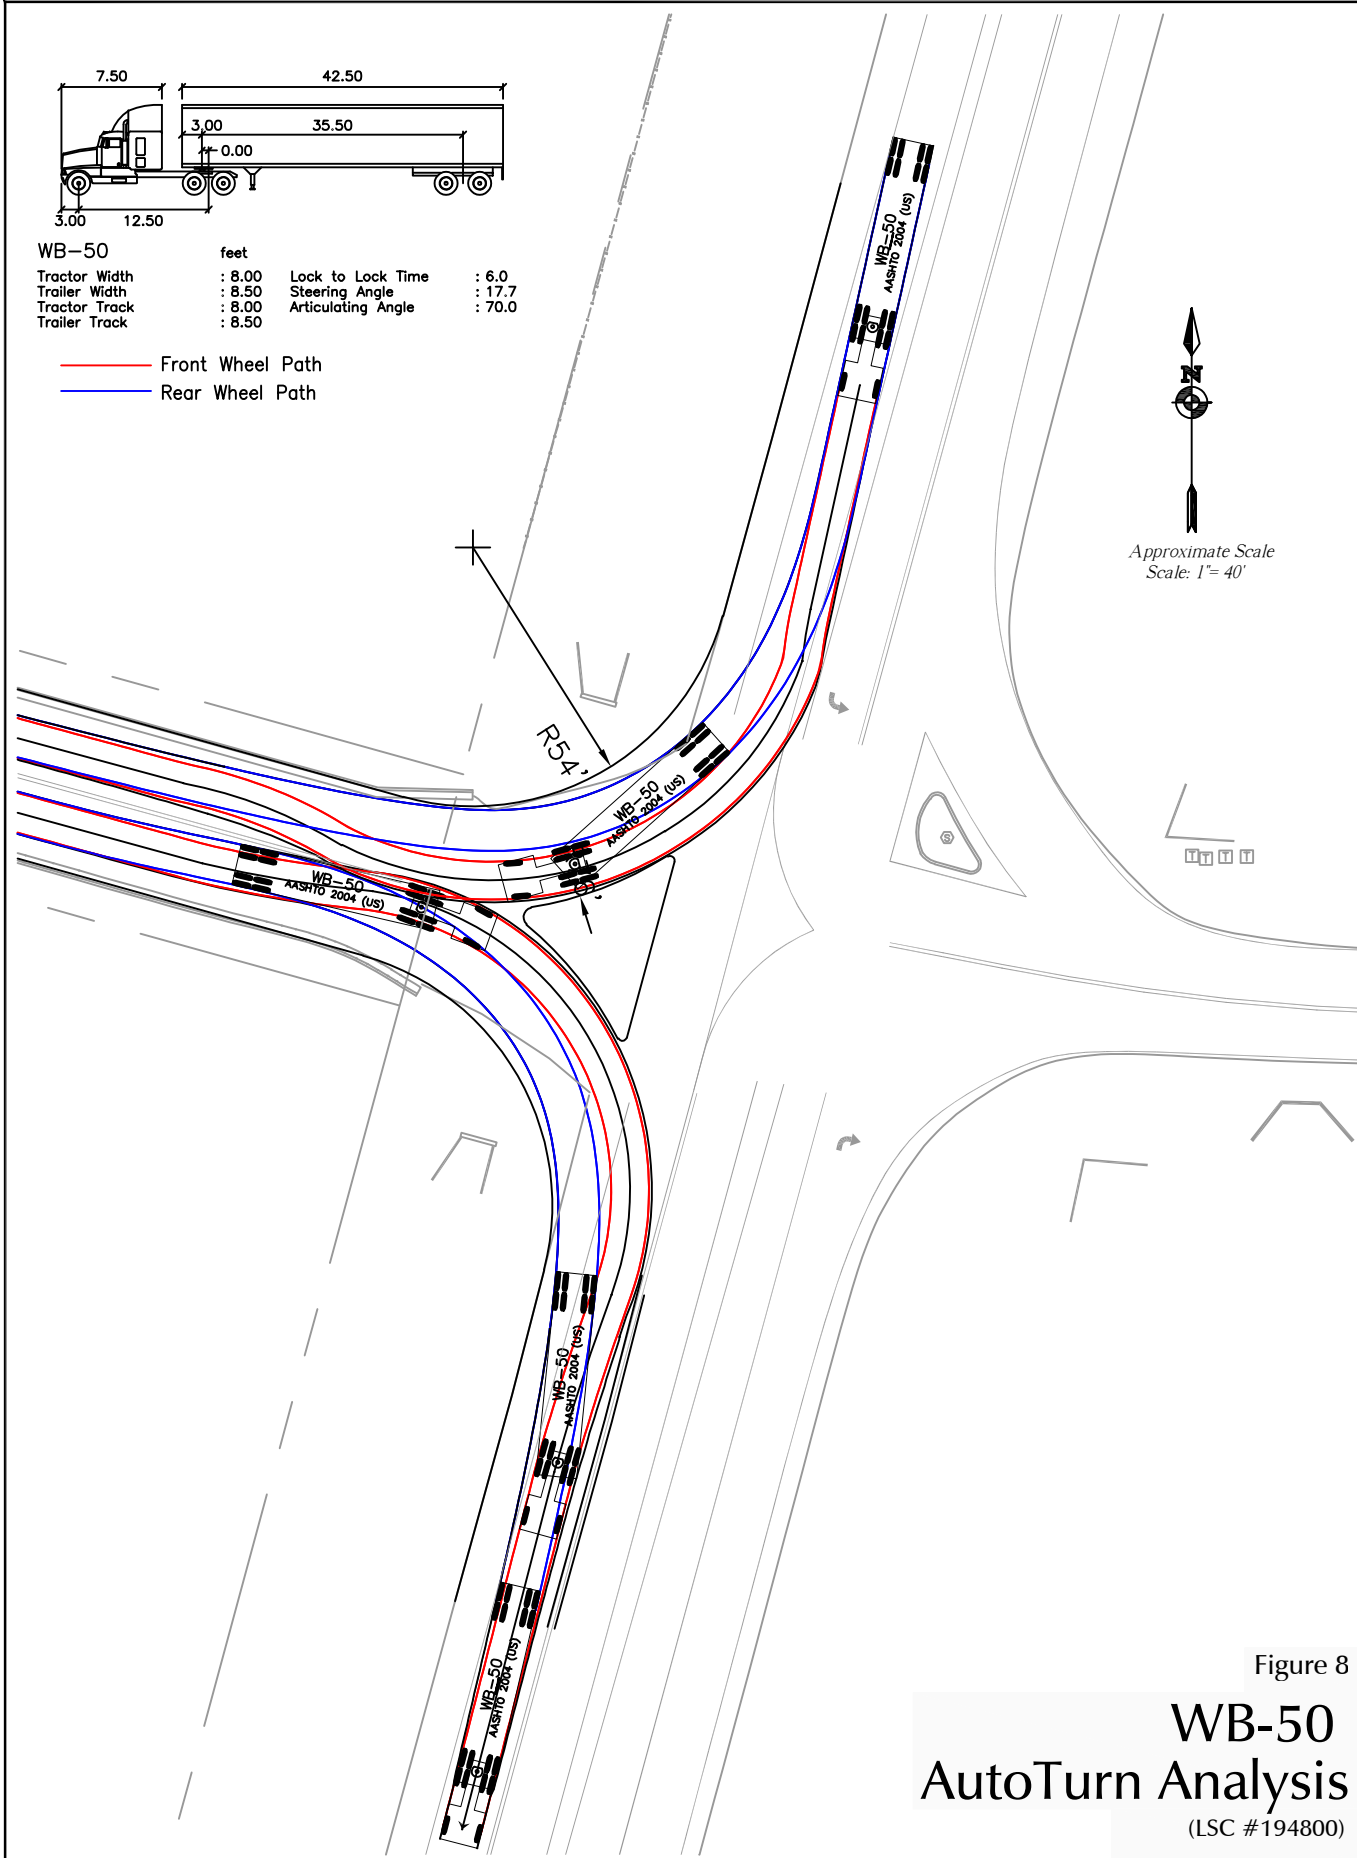 7.50 42.50
3.00 35.50
0.00
3.00 12.50
WB-50 feet
Tractor Width : 8.00 Lock to Lock Time : 6.0
Trailer Width : 8.50 Steering Angle : 17.7
Tractor Track : 8.00 Articulating Angle : 70.0
Trailer Track : 8.50
Front Wheel Path
Rear Wheel Path
WB-50
AASHTO 2004 (US)
N
Approximate Scale
Scale: 1"= 40'
R54'
WB-50
AASHTO 2004 (US)
S
WB-50
AASHTO 2004 (US)
T T T T
WB-50
AASHTO 2004 (US)
WB-50
AASHTO 2004 (US)
Figure 8
WB-50
AutoTurn Analysis
(LSC #194800)